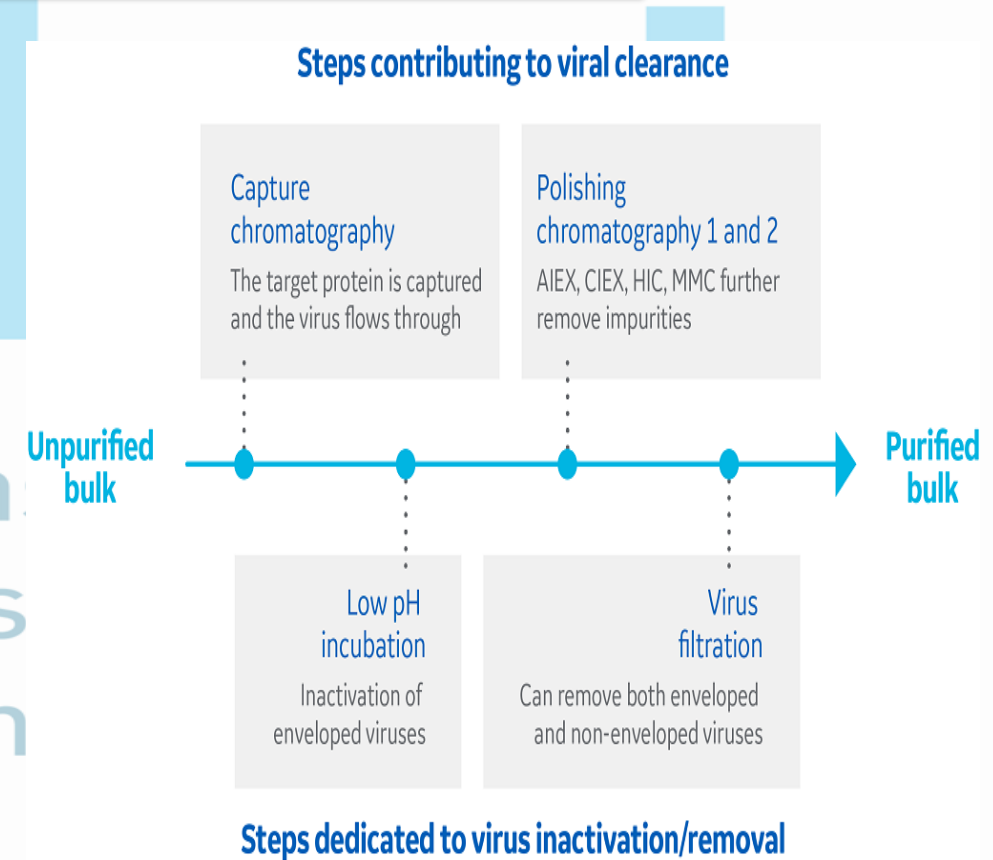 Steps contributing to viral clearance
Capture
chromatography
The target protein is captured
and the virus flows through
Polishing
chromatography 1 and 2
AIEX, CIEX, HIC, MMC further
remove impurities
Unpurified
bulk
Purified
bulk
Low pH
incubation
Inactivation of
enveloped viruses
Virus
filtration
Can remove both enveloped
and non-enveloped viruses
Steps dedicated to virus inactivation/removal